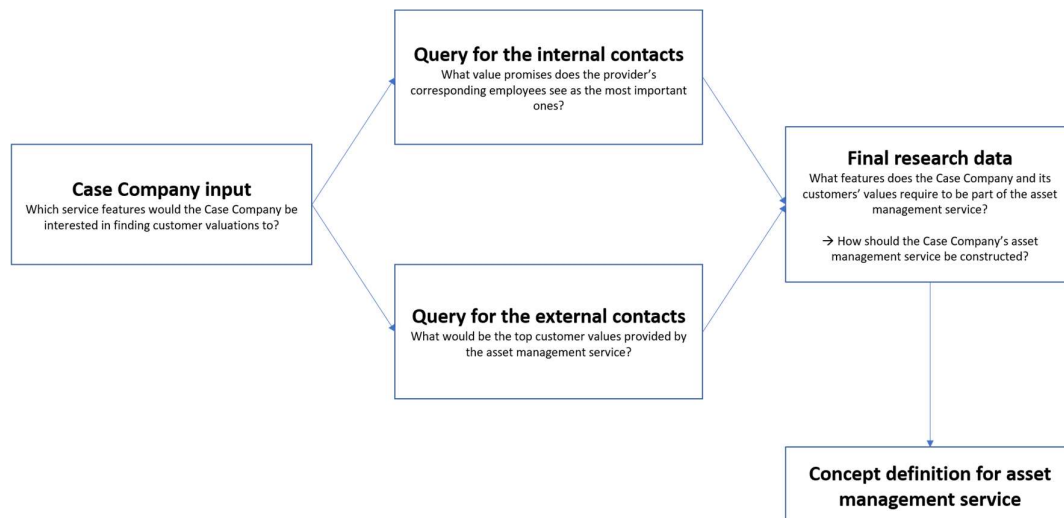 Query for the internal contacts
What value promises does the provider's
corresponding employees see as the most important
ones?
Case Company input
Which service features would the Case Company be
interested in finding customer valuations to?
Final research data
What features does the Case Company and its
customers' values require to be part of the asset
management service?
→ How should the Case Company's asset
management service be constructed?
Query for the external contacts
What would be the top customer values provided by
the asset management service?
Concept definition for asset
management service